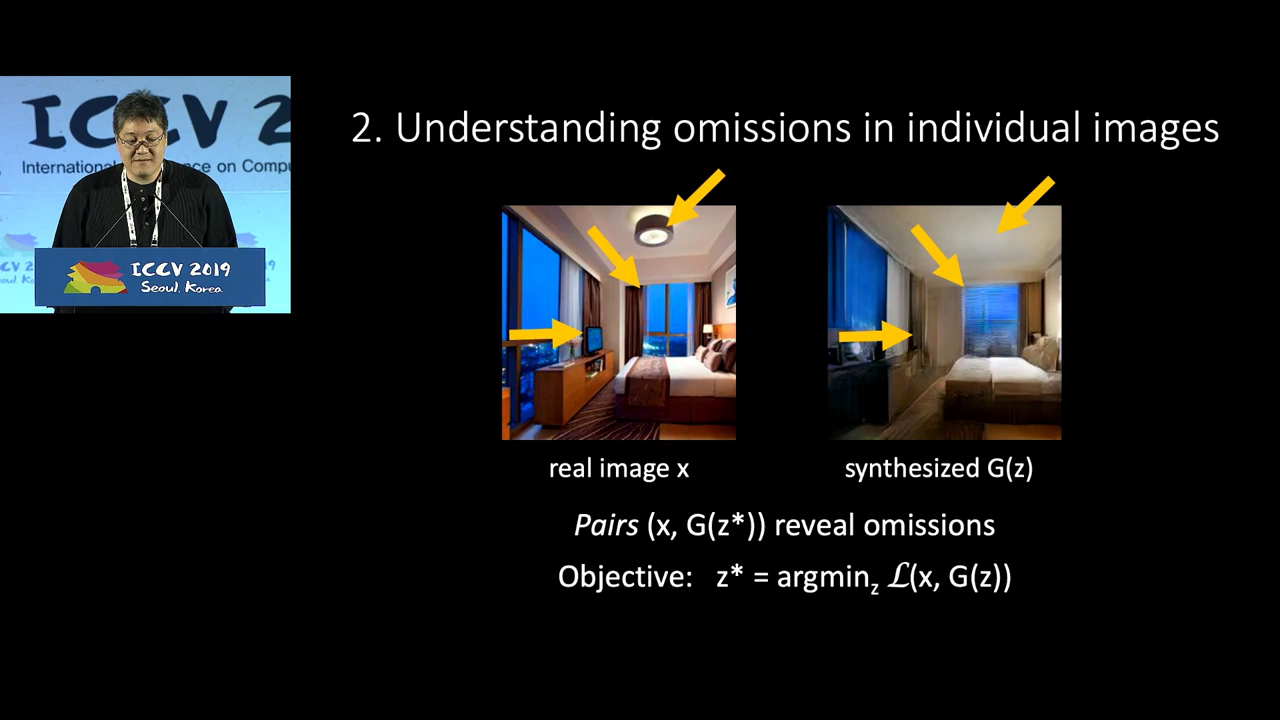 ICCV 2
International
ence on Compu
ICCV 2019
Seoul, Korea
2. Understanding omissions in individual images
real image x
synthesized G(z)
Pairs (x, G(z*)) reveal omissions
Objective: z* = argmin_z ℒ(x, G(z))